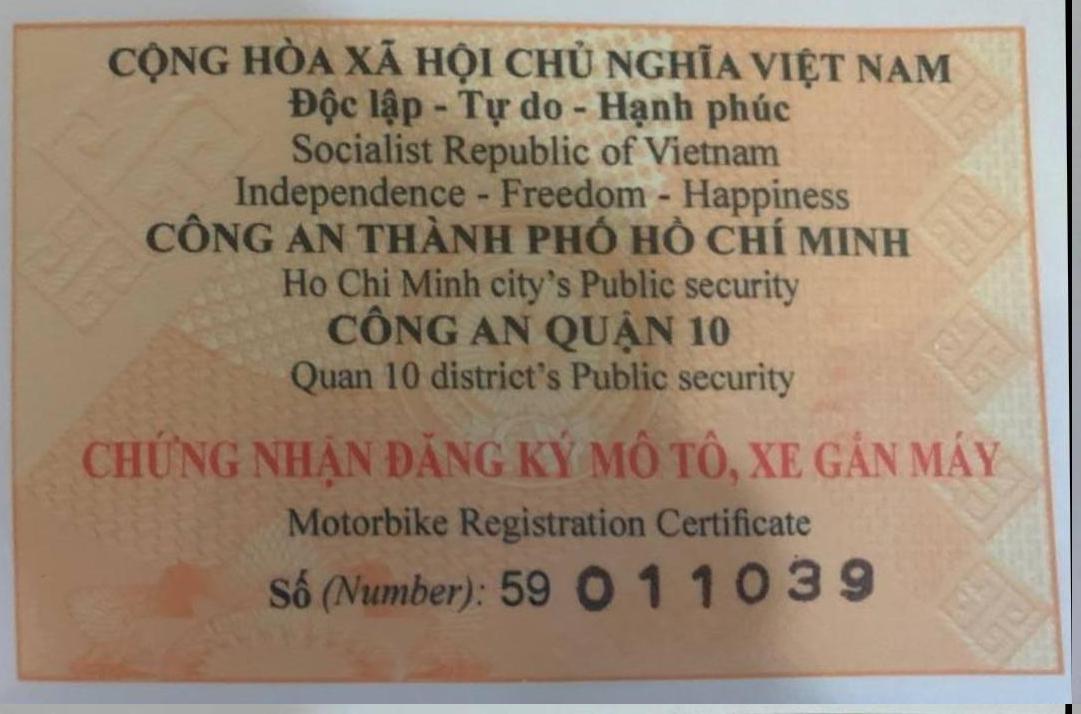 CỘNG HÒA XÃ HỘI CHỦ NGHĨA VIỆT NAM
Độc lập - Tự do - Hạnh phúc
Socialist Republic of Vietnam
Independence - Freedom - Happiness
CÔNG AN THÀNH PHỐ HỒ CHÍ MINH
Ho Chi Minh city's Public security
CÔNG AN QUẬN 10
Quan 10 district's Public security
CHỨNG NHẬN ĐĂNG KÝ MÔ TÔ, XE GẮN MÁY
Motorbike Registration Certificate
Số (Number): 59 011039